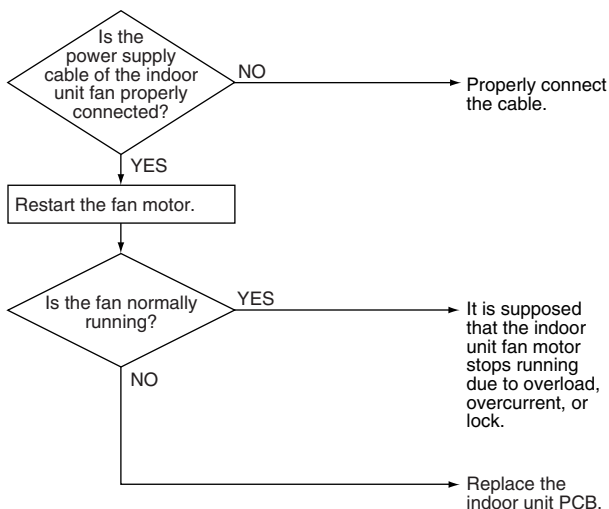 Is the
power supply
cable of the indoor
unit fan properly
connected?
NO
Properly connect
the cable.
YES
Restart the fan motor.
Is the fan normally
running?
YES
It is supposed
that the indoor
unit fan motor
stops running
due to overload,
overcurrent, or
lock.
NO
Replace the
indoor unit PCB.